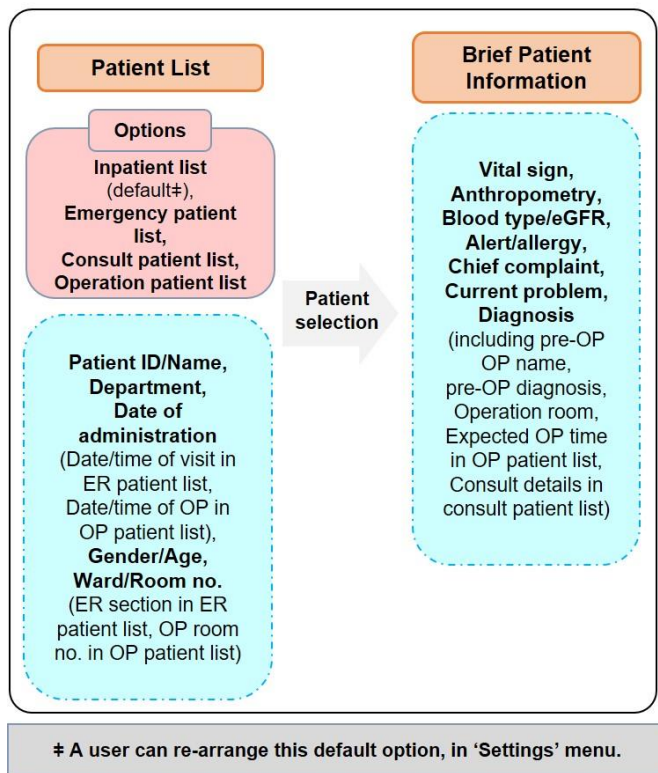 Patient List
Options
Inpatient list
(default‡),
Emergency patient
list,
Consult patient list,
Operation patient list
Patient ID/Name,
Department,
Date of
administration
(Date/time of visit in
ER patient list,
Date/time of OP in
OP patient list),
Gender/Age,
Ward/Room no.
(ER section in ER
patient list, OP room
no. in OP patient list)
Patient
selection
Brief Patient
Information
Vital sign,
Anthropometry,
Blood type/eGFR,
Alert/allergy,
Chief complaint,
Current problem,
Diagnosis
(including pre-OP
OP name,
pre-OP diagnosis,
Operation room,
Expected OP time
in OP patient list,
Consult details in
consult patient list)
‡ A user can re-arrange this default option, in ‘Settings’ menu.